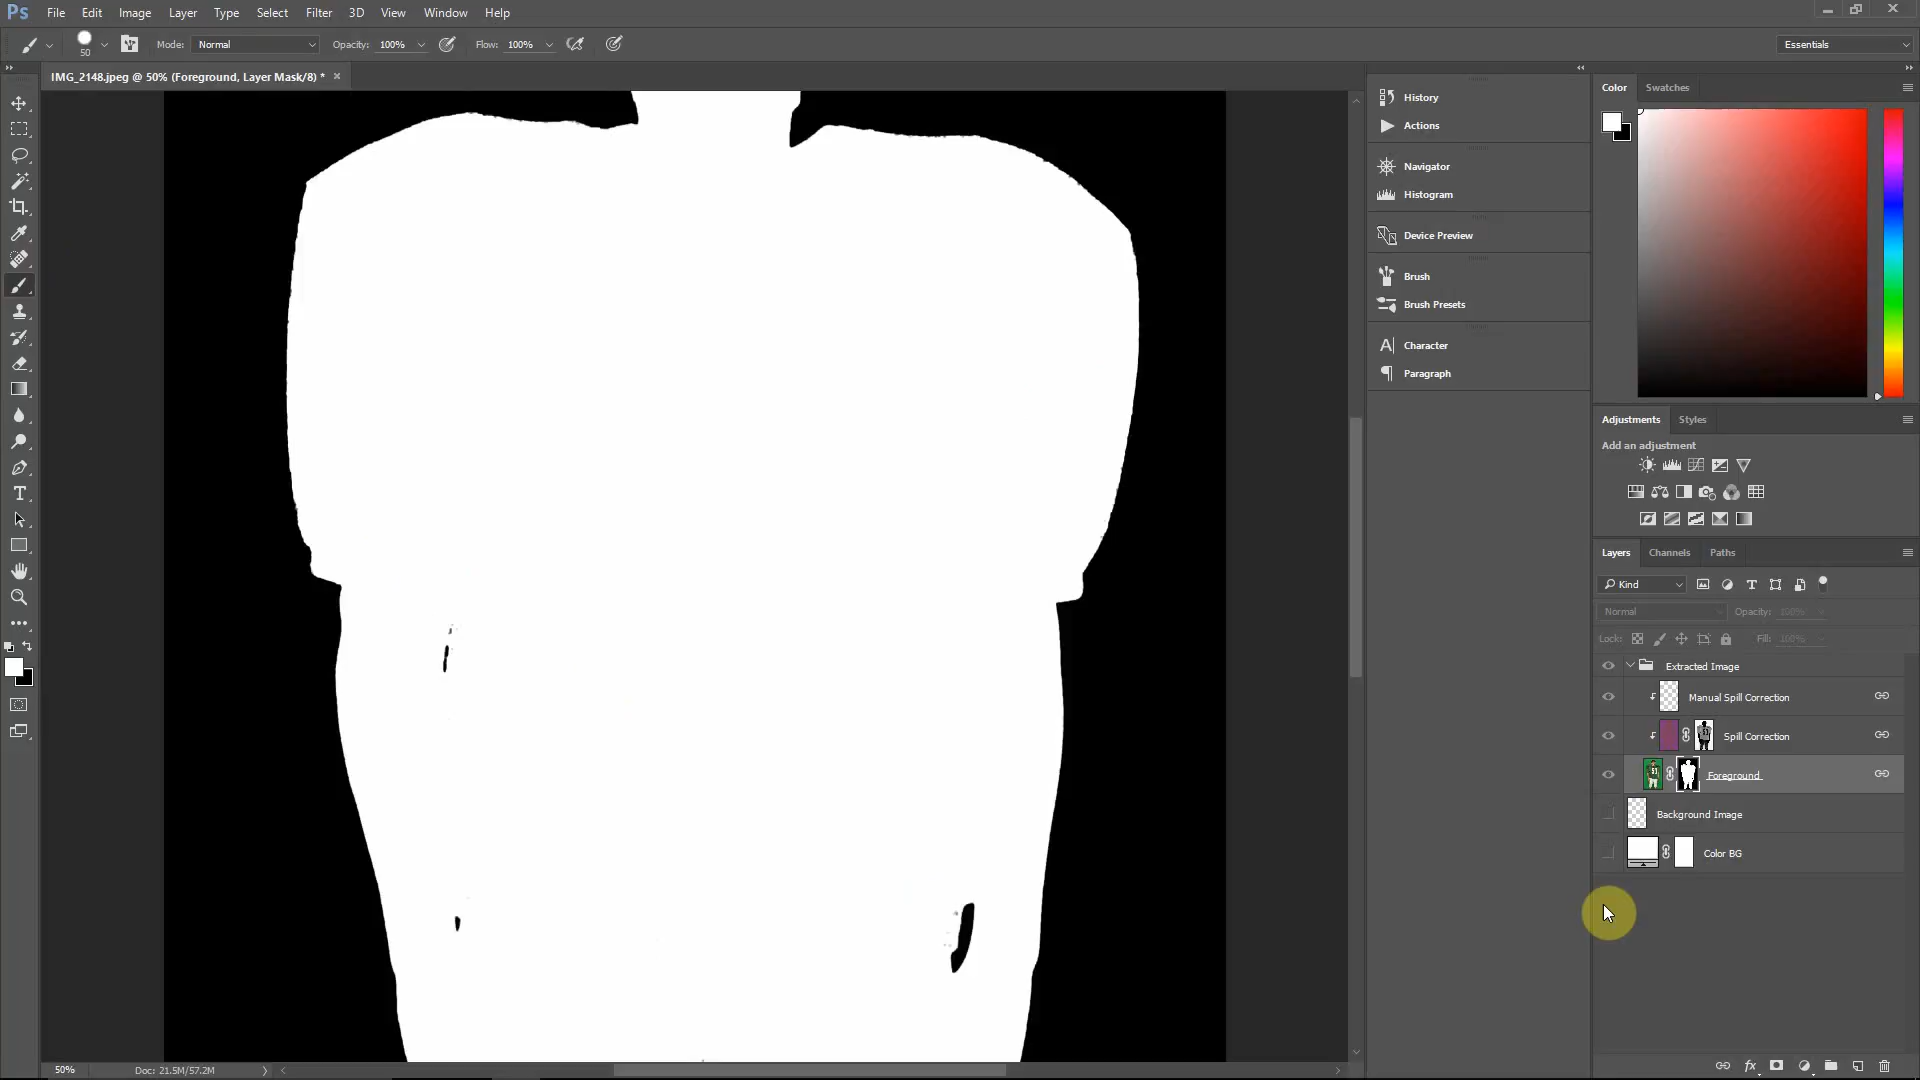 Ps File Edit Image Layer Type Select Filter 3D View Window Help
50 Mode: Normal Opacity: 100% Flow: 100% Essentials
IMG_2148.jpeg @ 50% (Foreground, Layer Mask/8) * ×
History
Actions
Navigator
Histogram
Device Preview
Brush
Brush Presets
Character
Paragraph
Color Swatches
Adjustments Styles
Add an adjustment
Layers Channels Paths
Kind
Normal Opacity: 100%
Lock: Fill: 100%
Extracted Image
Manual Spill Correction
Spill Correction
Foreground
Background Image
Color BG
50% Doc: 21.5M/57.2M